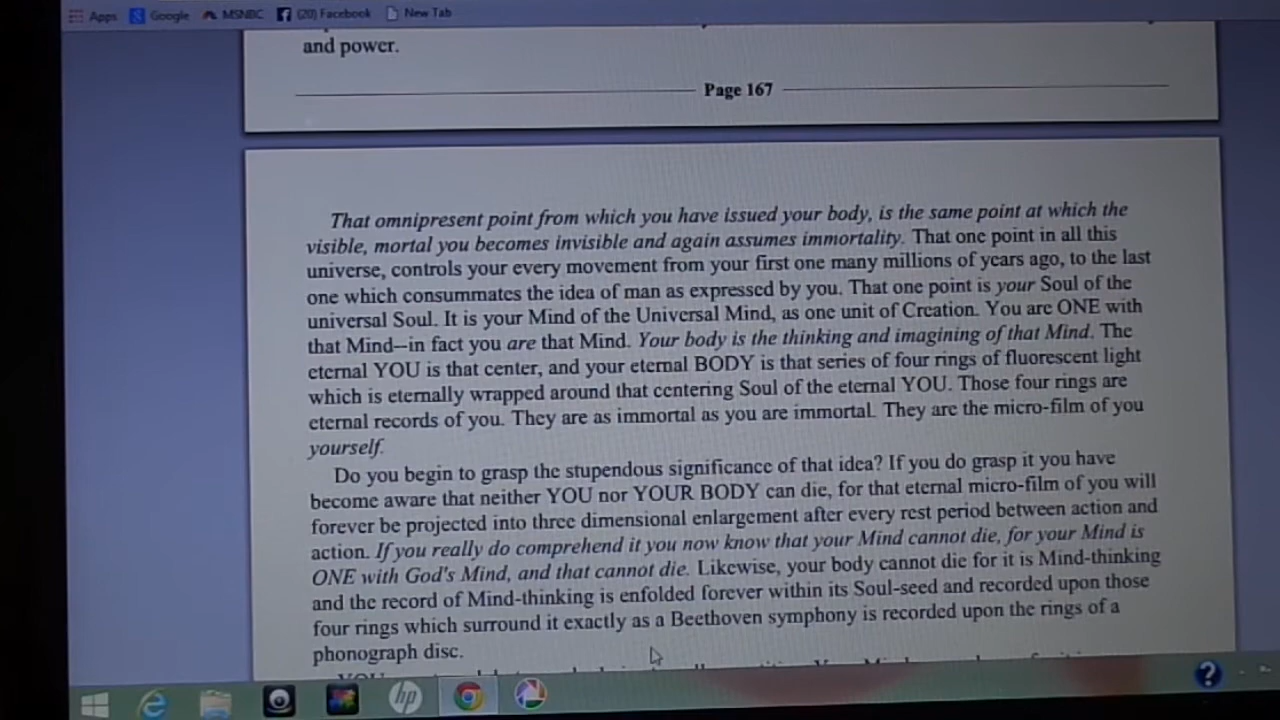 Apps Google MSNBC (20) Facebook New Tab
and power.
Page 167
That omnipresent point from which you have issued your body, is the same point at which the
visible, mortal you becomes invisible and again assumes immortality. That one point in all this
universe, controls your every movement from your first one many millions of years ago, to the last
one which consummates the idea of man as expressed by you. That one point is your Soul of the
universal Soul. It is your Mind of the Universal Mind, as one unit of Creation. You are ONE with
that Mind--in fact you are that Mind. Your body is the thinking and imagining of that Mind. The
eternal YOU is that center, and your eternal BODY is that series of four rings of fluorescent light
which is eternally wrapped around that centering Soul of the eternal YOU. Those four rings are
eternal records of you. They are as immortal as you are immortal. They are the micro-film of you
yourself.
Do you begin to grasp the stupendous significance of that idea? If you do grasp it you have
become aware that neither YOU nor YOUR BODY can die, for that eternal micro-film of you will
forever be projected into three dimensional enlargement after every rest period between action and
action. If you really do comprehend it you now know that your Mind cannot die, for your Mind is
ONE with God's Mind, and that cannot die. Likewise, your body cannot die for it is Mind-thinking
and the record of Mind-thinking is enfolded forever within its Soul-seed and recorded upon those
four rings which surround it exactly as a Beethoven symphony is recorded upon the rings of a
phonograph disc.
hp
?